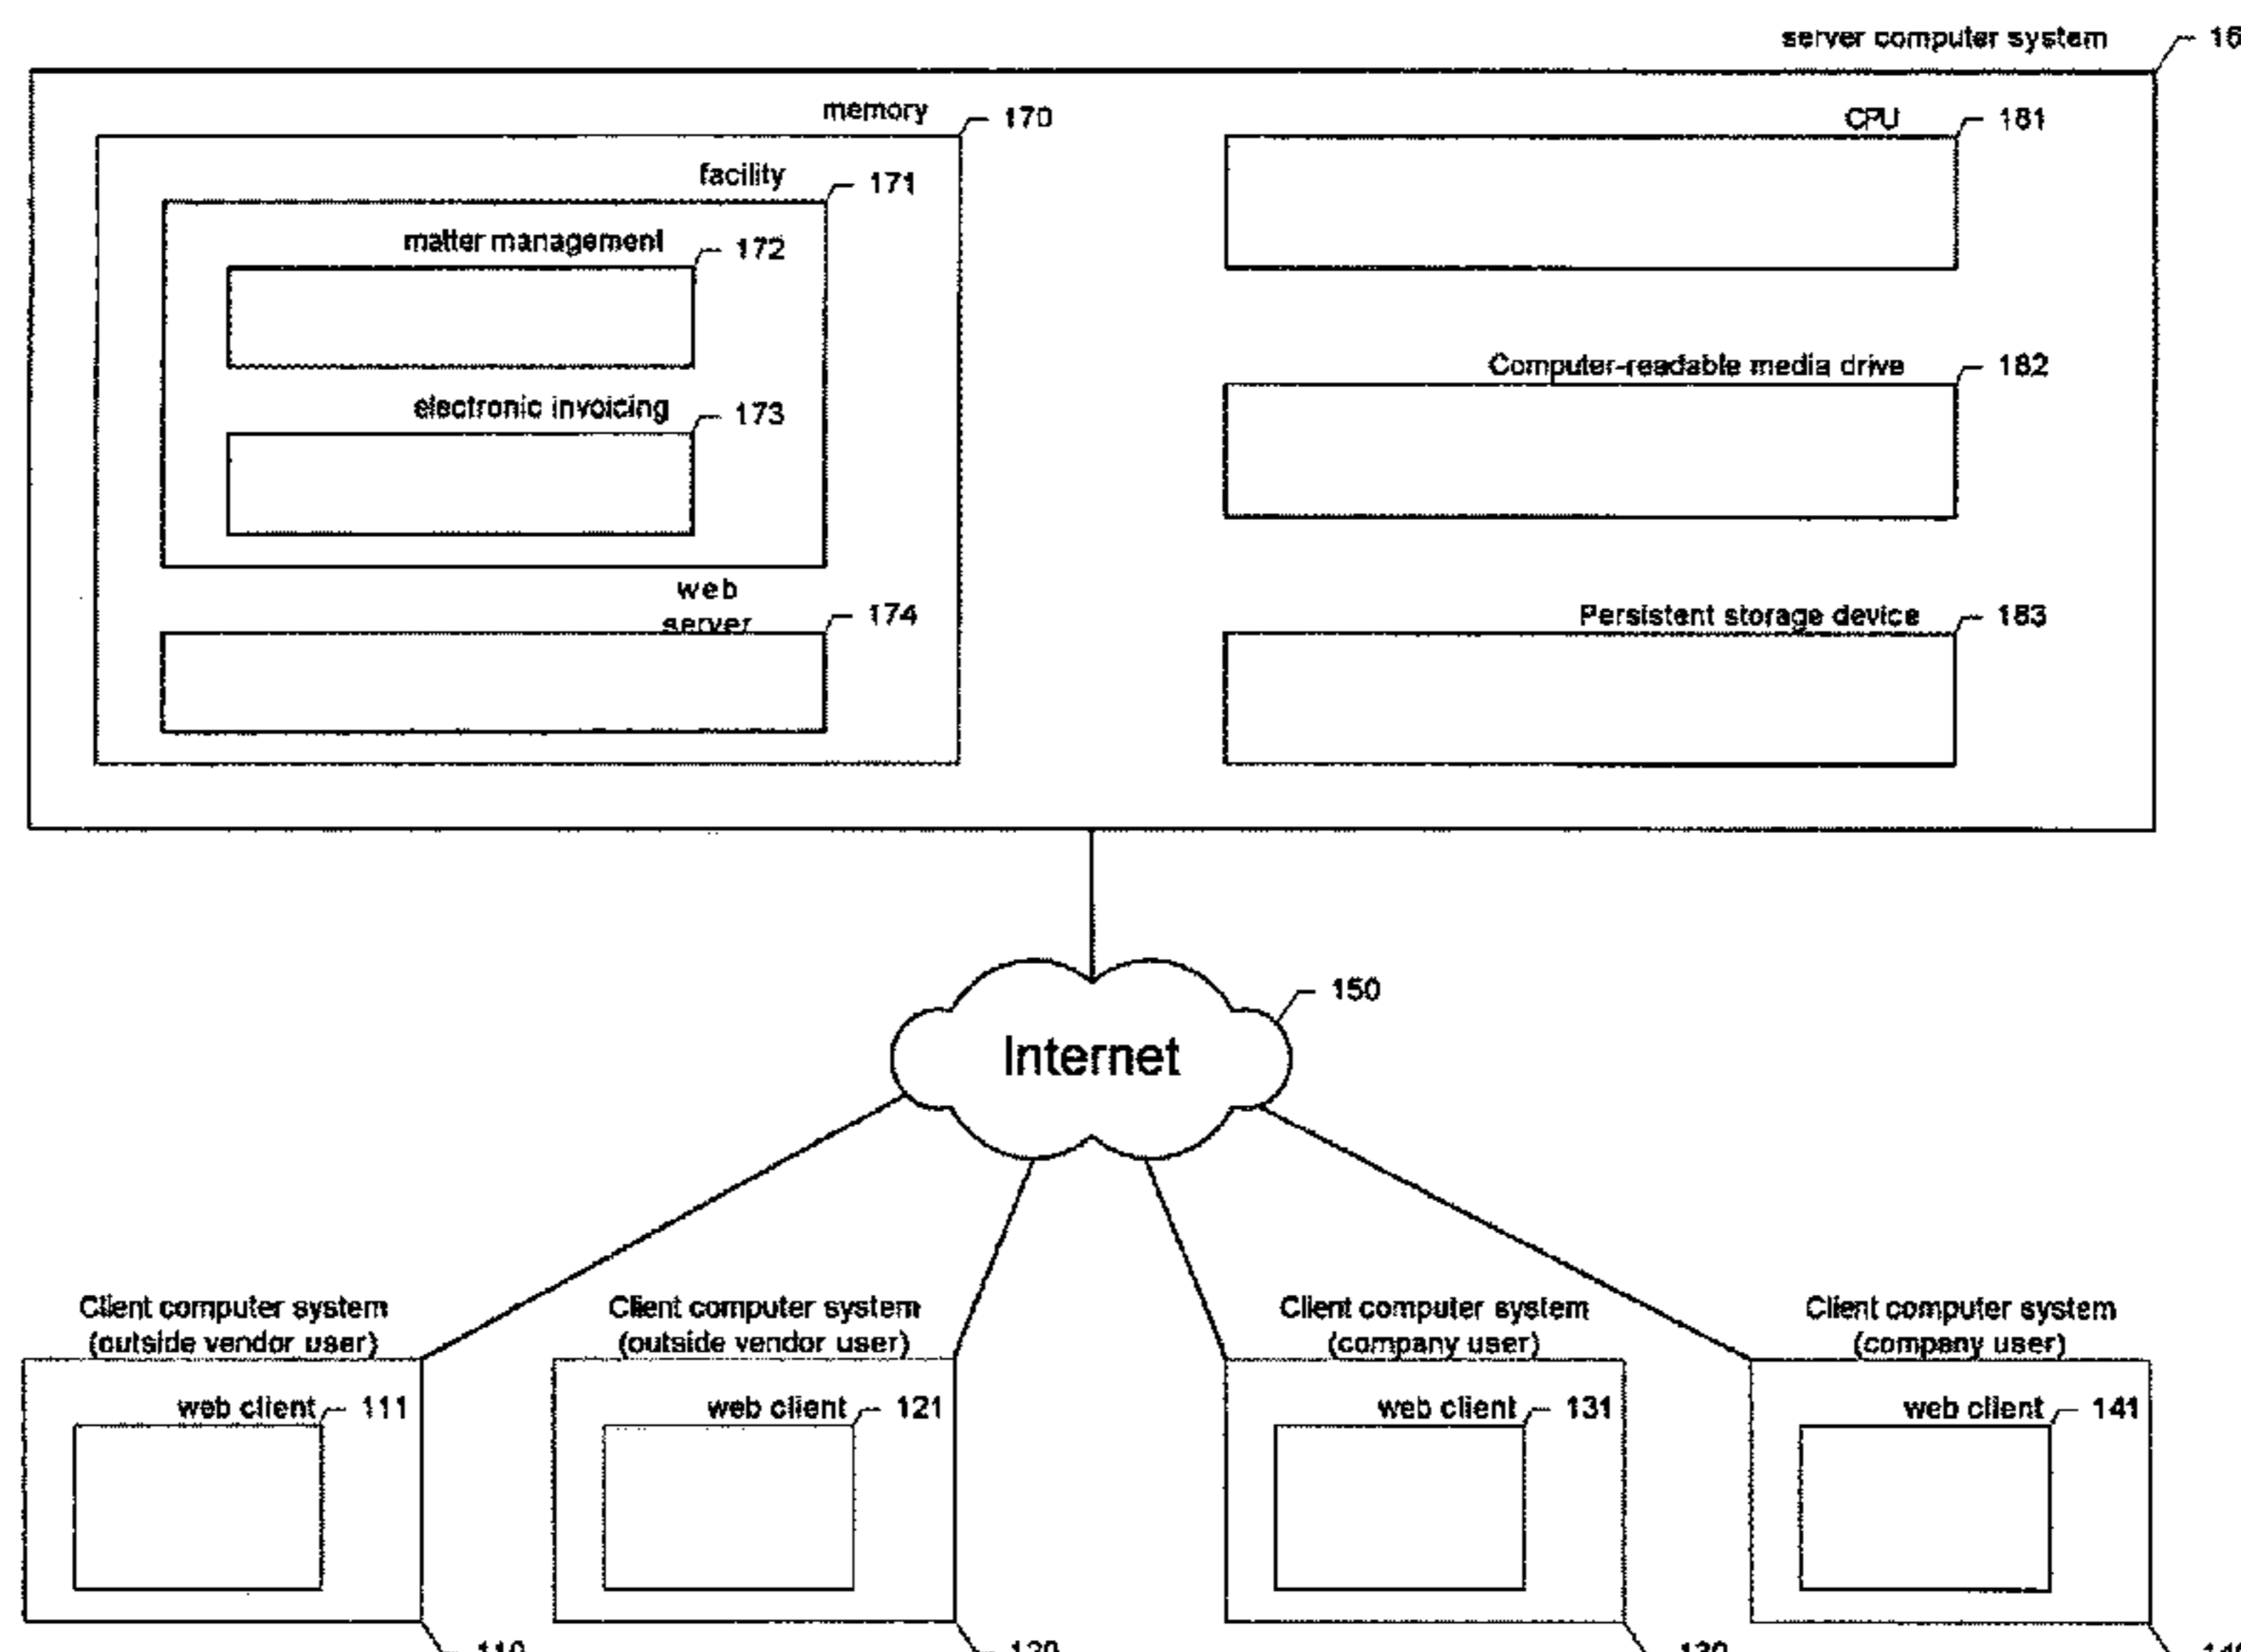 server computer system
memory 170
CPU 181
facility 171
matter management 172
Computer-readable media drive 182
electronic invoicing 173
web
server 174
Persistent storage device 183
150
Internet
Client computer system
(outside vendor user)
Client computer system
(outside vendor user)
Client computer system
(company user)
Client computer system
(company user)
web client 111
web client 121
web client 131
web client 141